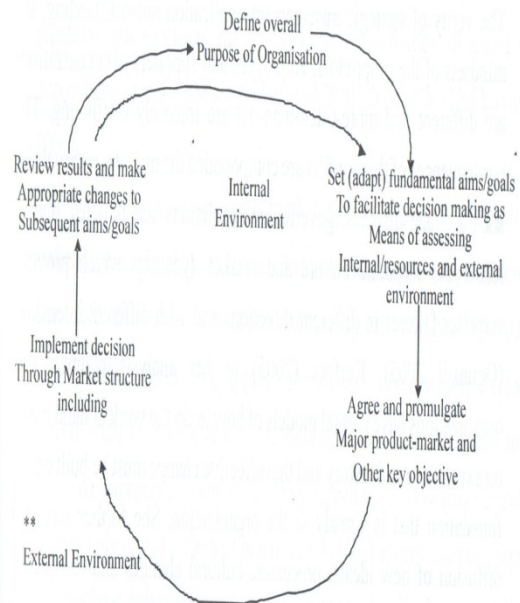 Define overall
Purpose of Organisation
Review results and make
Appropriate changes to
Subsequent aims/goals
Internal
Environment
Set (adapt) fundamental aims/goals
To facilitate decision making as
Means of assessing
Internal/resources and external
environment
Implement decision
Through Market structure
including
Agree and promulgate
Major product-market and
Other key objective
**
External Environment